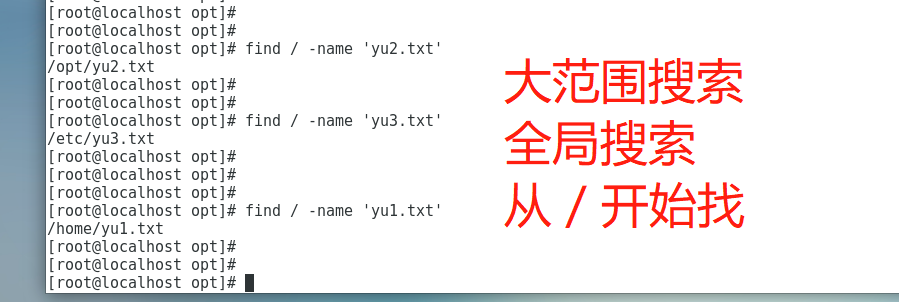 [root@localhost opt]#
[root@localhost opt]#
[root@localhost opt]# find / -name 'yu2.txt'
/opt/yu2.txt
[root@localhost opt]#
[root@localhost opt]#
[root@localhost opt]# find / -name 'yu3.txt'
/etc/yu3.txt
[root@localhost opt]#
[root@localhost opt]#
[root@localhost opt]#
[root@localhost opt]# find / -name 'yu1.txt'
/home/yu1.txt
[root@localhost opt]#
[root@localhost opt]#
[root@localhost opt]#
大范围搜索
全局搜索
从 / 开始找